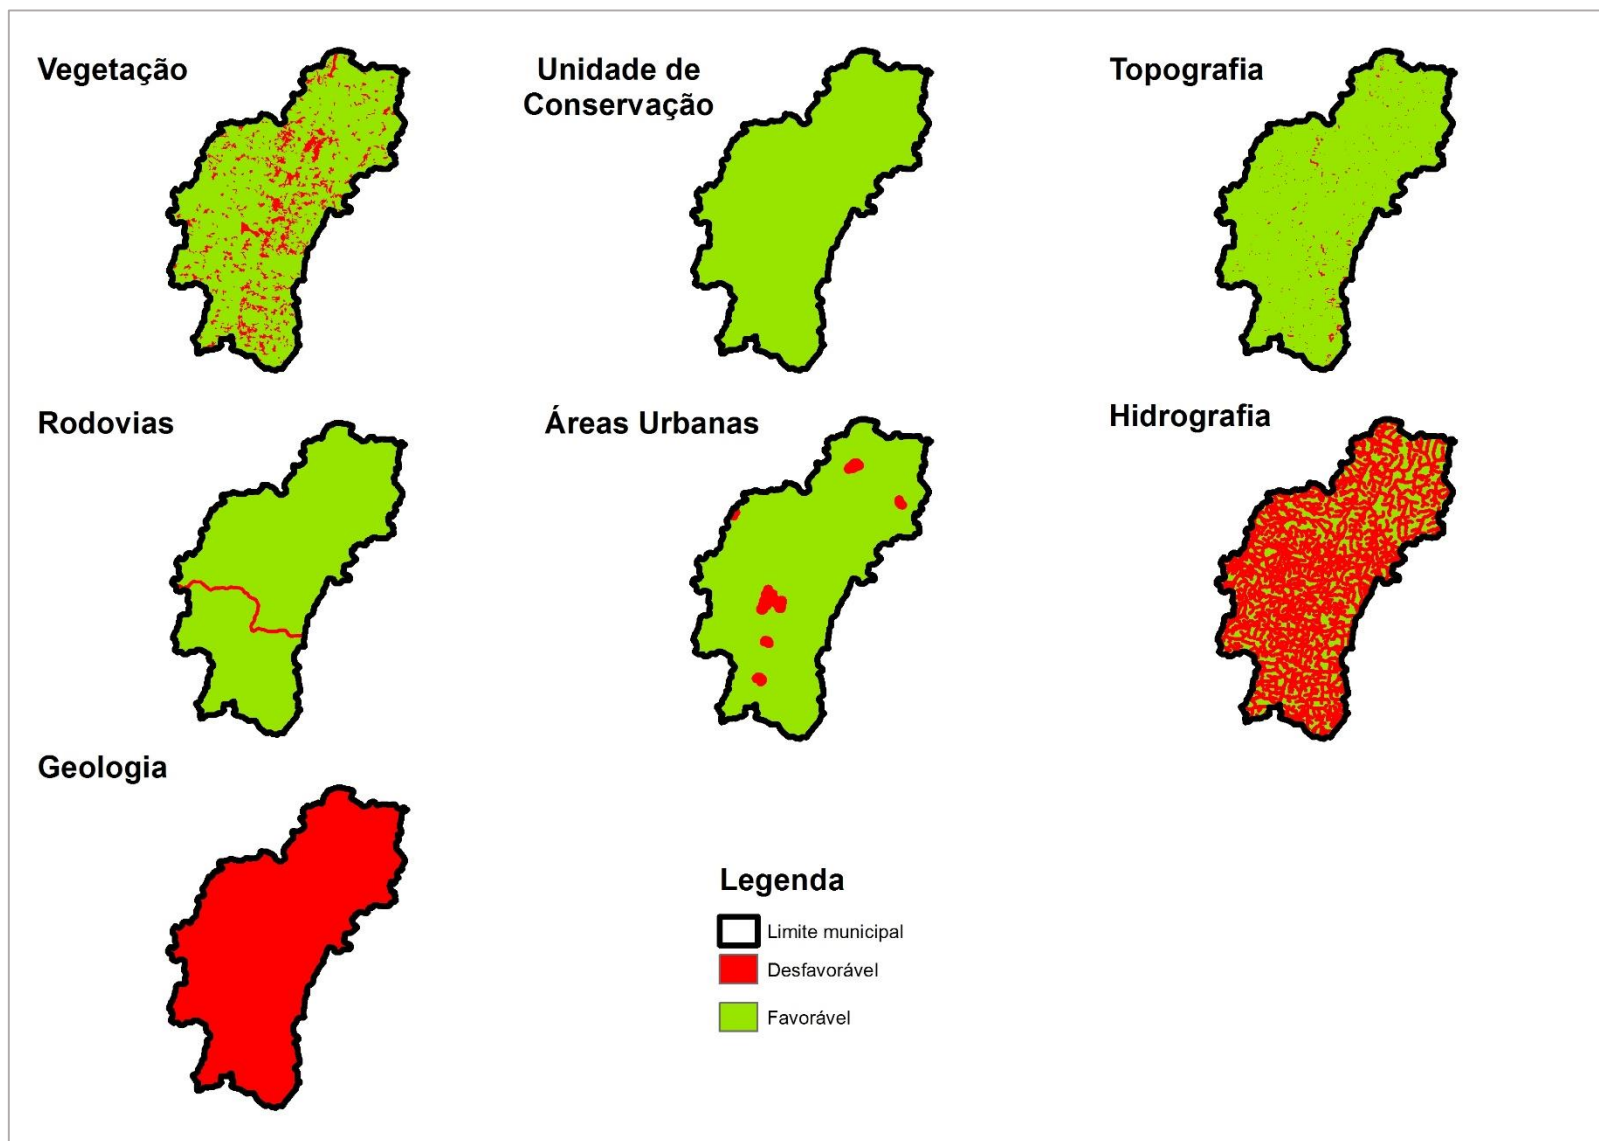 Vegetação
Unidade de
Conservação
Topografia
Rodovias
Áreas Urbanas
Hidrografia
Geologia
Legenda
Limite municipal
Desfavorável
Favorável